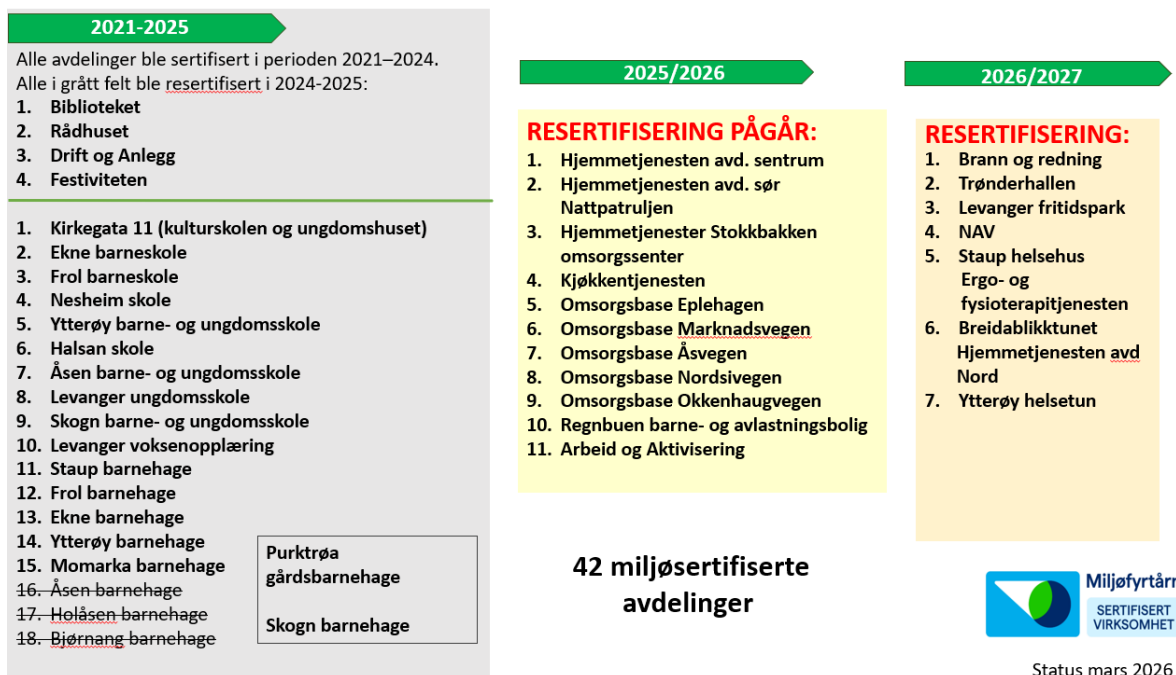 2021-2025
Alle avdelinger ble sertifisert i perioden 2021–2024.
Alle i grått felt ble resertifisert i 2024-2025:
1. Biblioteket
2. Rådhuset
3. Drift og Anlegg
4. Festiviteten
1. Kirkegata 11 (kulturskolen og ungdomshuset)
2. Ekne barneskole
3. Frol barneskole
4. Nesheim skole
5. Ytterøy barne- og ungdomsskole
6. Halsan skole
7. Åsen barne- og ungdomsskole
8. Levanger ungdomsskole
9. Skogn barne- og ungdomsskole
10. Levanger voksenopplæring
11. Staup barnehage
12. Frol barnehage
13. Ekne barnehage
14. Ytterøy barnehage
15. Momarka barnehage
16. Åsen barnehage
17. Holåsen barnehage
18. Bjørnang barnehage
Purktrøa
gårdsbarnehage
Skogn barnehage
2025/2026
RESERTIFISERING PÅGÅR:
1. Hjemmetjenesten avd. sentrum
2. Hjemmetjenesten avd. sør
Nattpatruljen
3. Hjemmetjenester Stokkbakken
omsorgssenter
4. Kjøkkentjenesten
5. Omsorgsbase Eplehagen
6. Omsorgsbase Marknadsvegen
7. Omsorgsbase Åsvegen
8. Omsorgsbase Nordsivegen
9. Omsorgsbase Okkenhaugvegen
10. Regnbuen barne- og avlastningsbolig
11. Arbeid og Aktivisering
42 miljøsertifiserte
avdelinger
2026/2027
RESERTIFISERING:
1. Brann og redning
2. Trønderhallen
3. Levanger fritidspark
4. NAV
5. Staup helsehus
Ergo- og
fysioterapitjenesten
6. Breidablikktunet
Hjemmetjenesten avd
Nord
7. Ytterøy helsetun
Miljøfyrtårn
SERTIFISERT
VIRKSOMHET
Status mars 2026